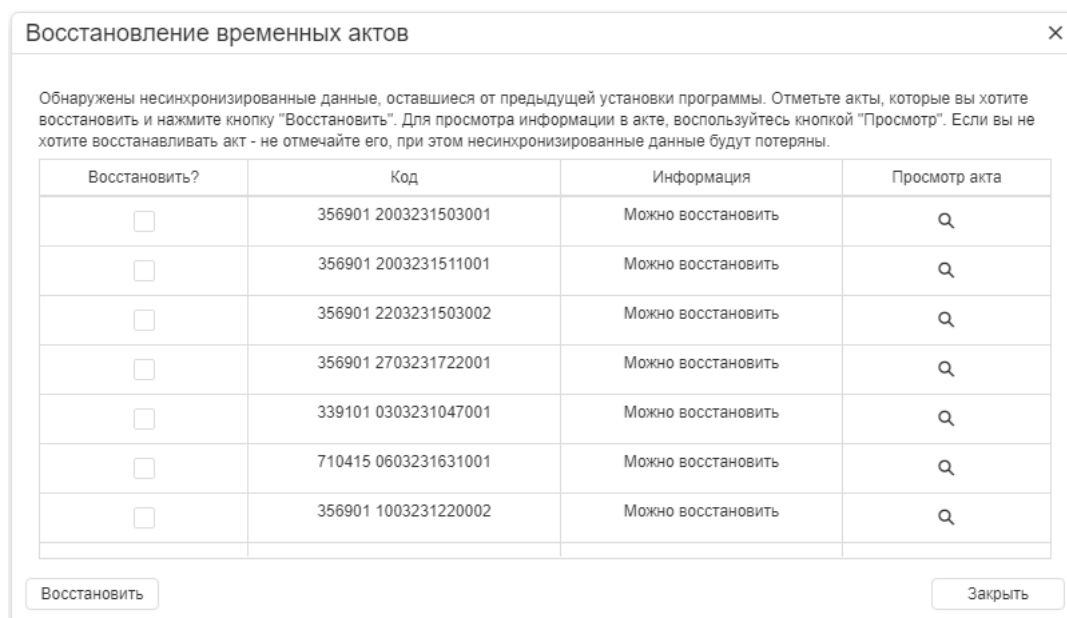 Восстановление временных актов
Обнаружены несинхронизированные данные, оставшиеся от предыдущей установки программы. Отметьте акты, которые вы хотите
восстановить и нажмите кнопку "Восстановить". Для просмотра информации в акте, воспользуйтесь кнопкой "Просмотр". Если вы не
хотите восстанавливать акт - не отмечайте его, при этом несинхронизированные данные будут потеряны.
Восстановить? Код Информация Просмотр акта
356901 2003231503001 Можно восстановить
356901 2003231511001 Можно восстановить
356901 2203231503002 Можно восстановить
356901 2703231722001 Можно восстановить
339101 0303231047001 Можно восстановить
710415 0603231631001 Можно восстановить
356901 1003231220002 Можно восстановить
Восстановить Закрыть